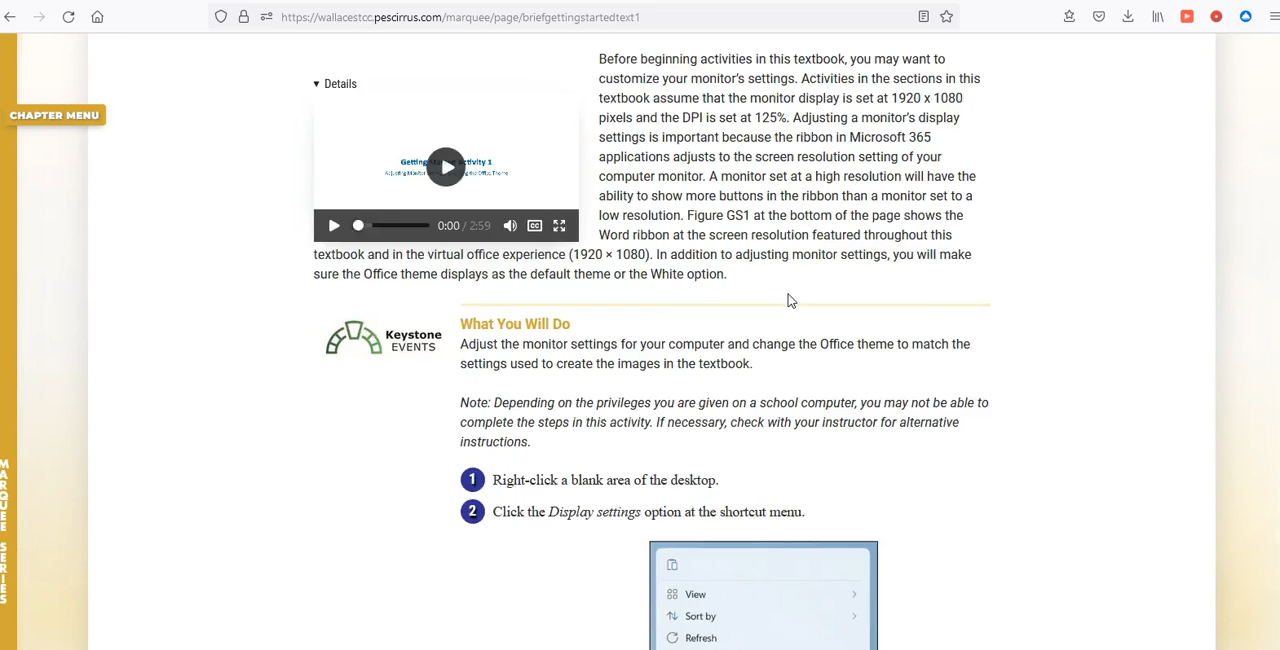 https://wallacestcc.pescirrus.com/marquee/page/briefgettingstartedtext1
CHAPTER MENU
MARQUEE SERIES
Details
Adjusting Monitor
the Office Theme
0:00 / 2:59
CC
Before beginning activities in this textbook, you may want to
customize your monitor's settings. Activities in the sections in this
textbook assume that the monitor display is set at 1920 x 1080
pixels and the DPI is set at 125%. Adjusting a monitor's display
settings is important because the ribbon in Microsoft 365
applications adjusts to the screen resolution setting of your
computer monitor. A monitor set at a high resolution will have the
ability to show more buttons in the ribbon than a monitor set to a
low resolution. Figure GS1 at the bottom of the page shows the
Word ribbon at the screen resolution featured throughout this
textbook and in the virtual office experience (1920 × 1080). In addition to adjusting monitor settings, you will make
sure the Office theme displays as the default theme or the White option.
Keystone
EVENTS
What You Will Do
Adjust the monitor settings for your computer and change the Office theme to match the
settings used to create the images in the textbook.
Note: Depending on the privileges you are given on a school computer, you may not be able to
complete the steps in this activity. If necessary, check with your instructor for alternative
instructions.
1 Right-click a blank area of the desktop.
2 Click the Display settings option at the shortcut menu.
View
Sort by
Refresh